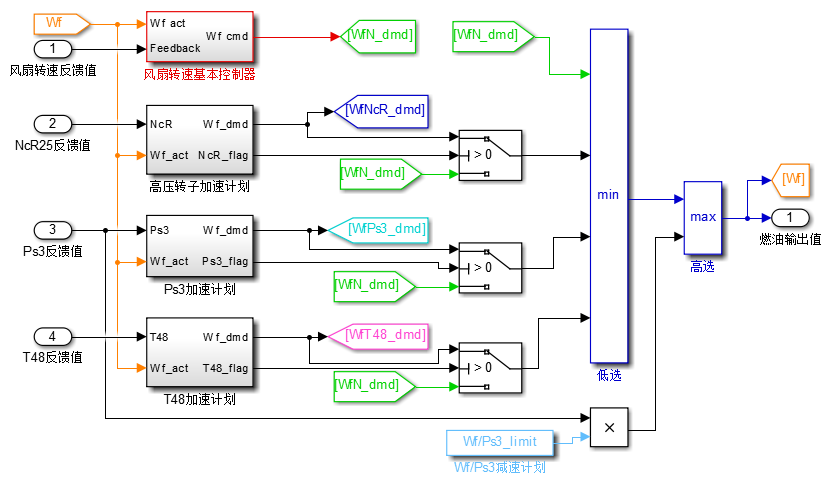 Wf
1
风扇转速反馈值
Wf act
Feedback
Wf cmd
风扇转速基本控制器
[WfN_dmd]
[WfN_dmd]
2
NcR25反馈值
NcR
Wf_act
Wf_dmd
NcR_flag
高压转子加速计划
[WfNcR_dmd]
> 0
[WfN_dmd]
3
Ps3反馈值
Ps3
Wf_act
Wf_dmd
Ps3_flag
Ps3加速计划
[WfPs3_dmd]
> 0
[WfN_dmd]
4
T48反馈值
T48
Wf_act
Wf_dmd
T48_flag
T48加速计划
[WfT48_dmd]
> 0
[WfN_dmd]
min
低选
Wf/Ps3_limit
Wf/Ps3减速计划
×
max
高选
[Wf]
1
燃油输出值